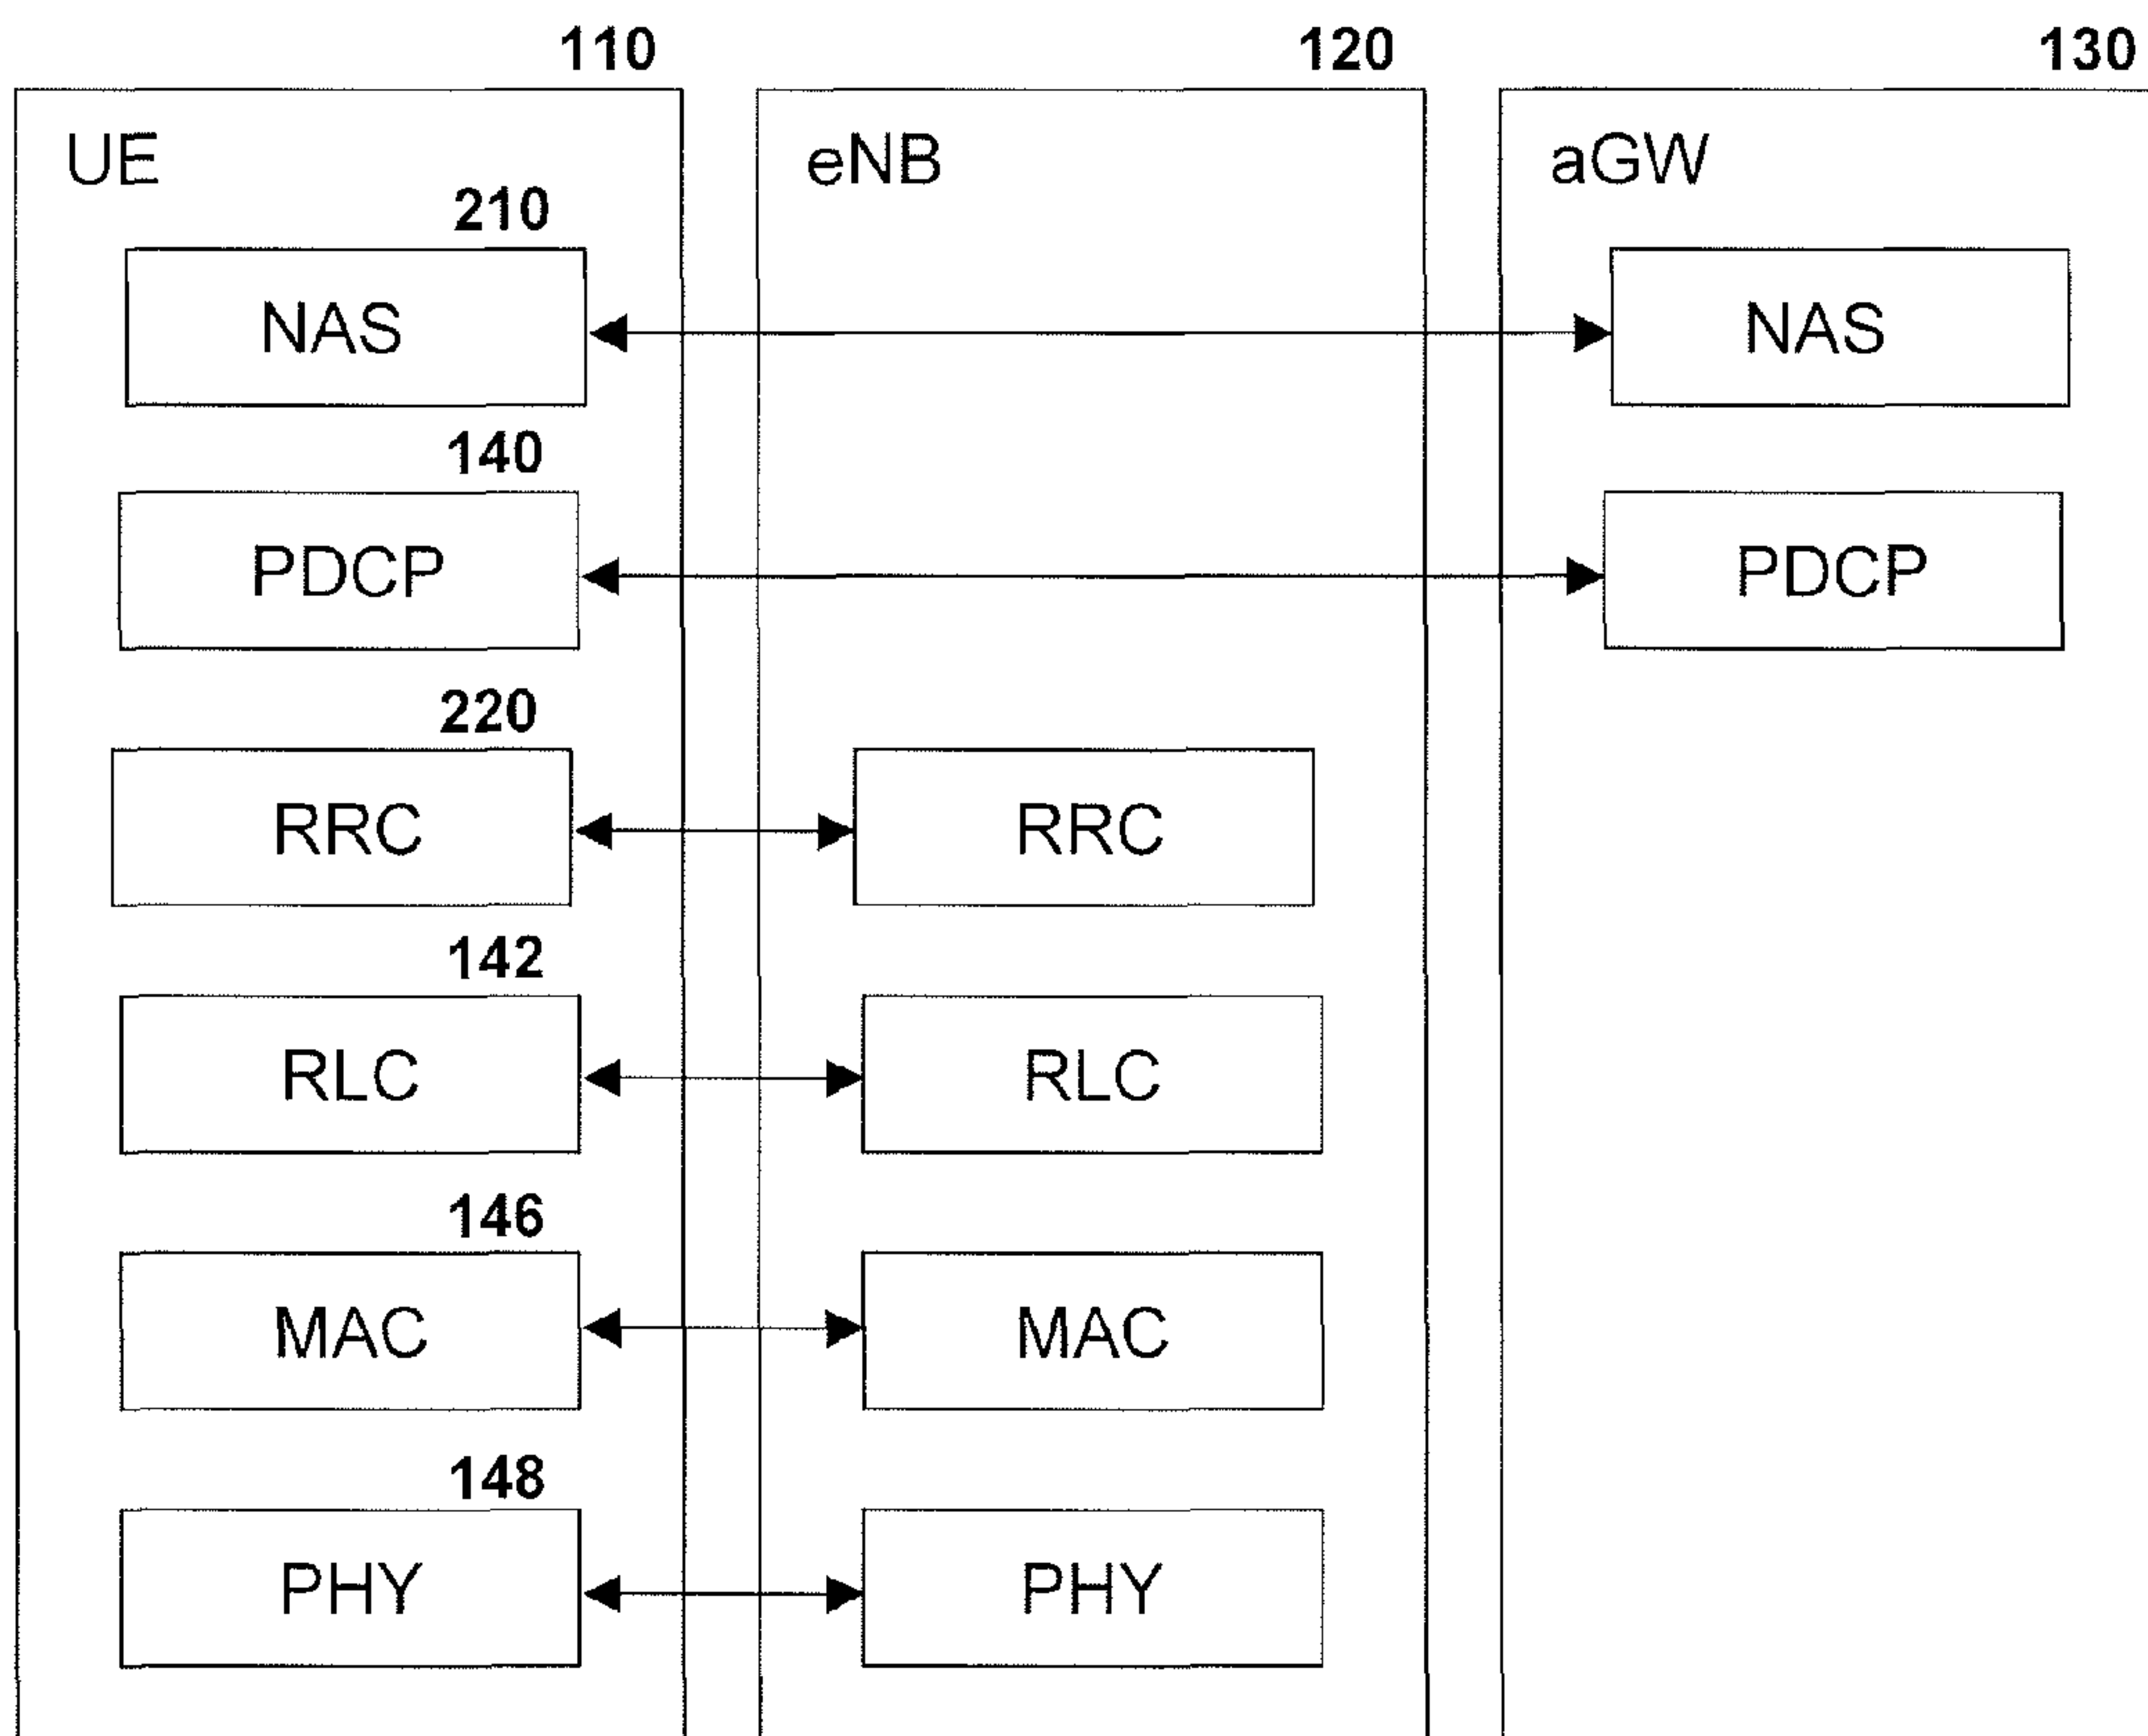 110 120 130
UE eNB aGW
210
NAS NAS
140
PDCP PDCP
220
RRC RRC
142
RLC RLC
146
MAC MAC
148
PHY PHY